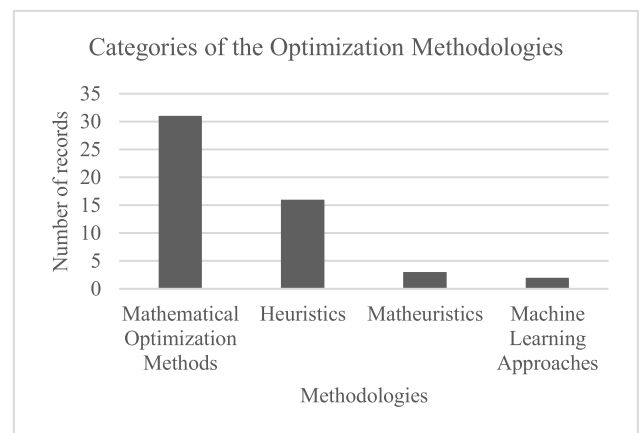 Categories of the Optimization Methodologies
Number of records
35
30
25
20
15
10
5
0
Mathematical Optimization Methods
Heuristics
Matheuristics
Machine Learning Approaches
Methodologies